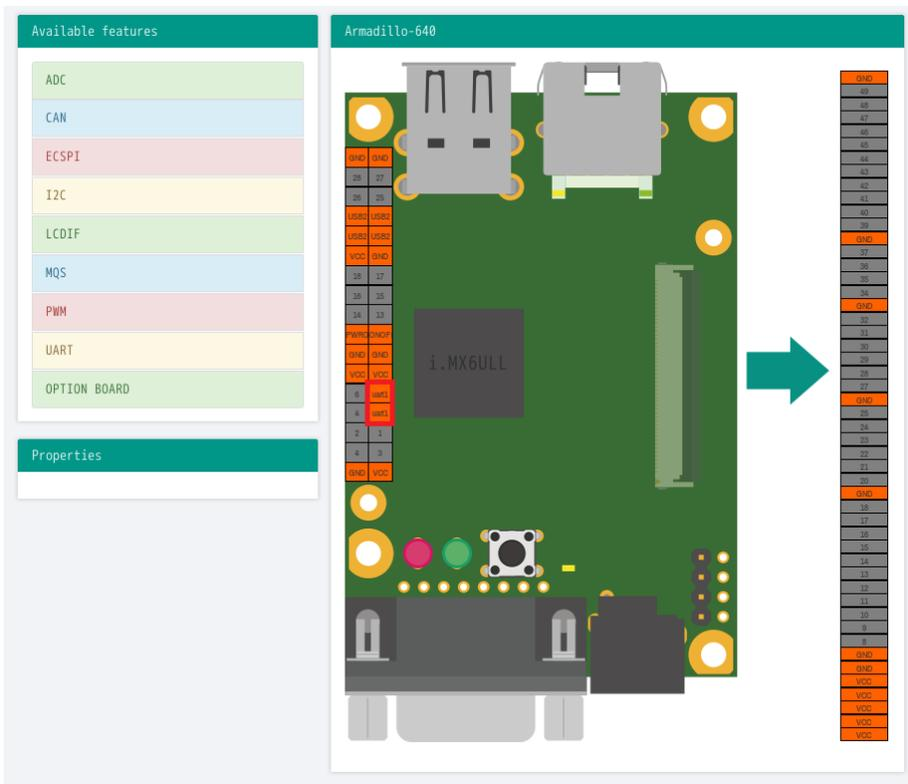 Available features
ADC
CAN
ECSPI
I2C
LCDIF
MQS
PWM
UART
OPTION BOARD
Properties
Armadillo-640
GND GND
28 27
26 25
USB2 USB2
USB2 USB2
VCC GND
18 17
16 15
14 13
GND GND
VCC VCC
6 uart1
4 uart1
2 1
4 3
GND VCC
i.MX6ULL
GND
49
48
47
46
45
44
43
42
41
40
39
GND
37
36
35
34
GND
32
31
30
29
28
27
GND
25
24
23
22
21
20
GND
18
17
16
15
14
13
12
11
10
9
8
GND
GND
VCC
VCC
VCC
VCC
VCC